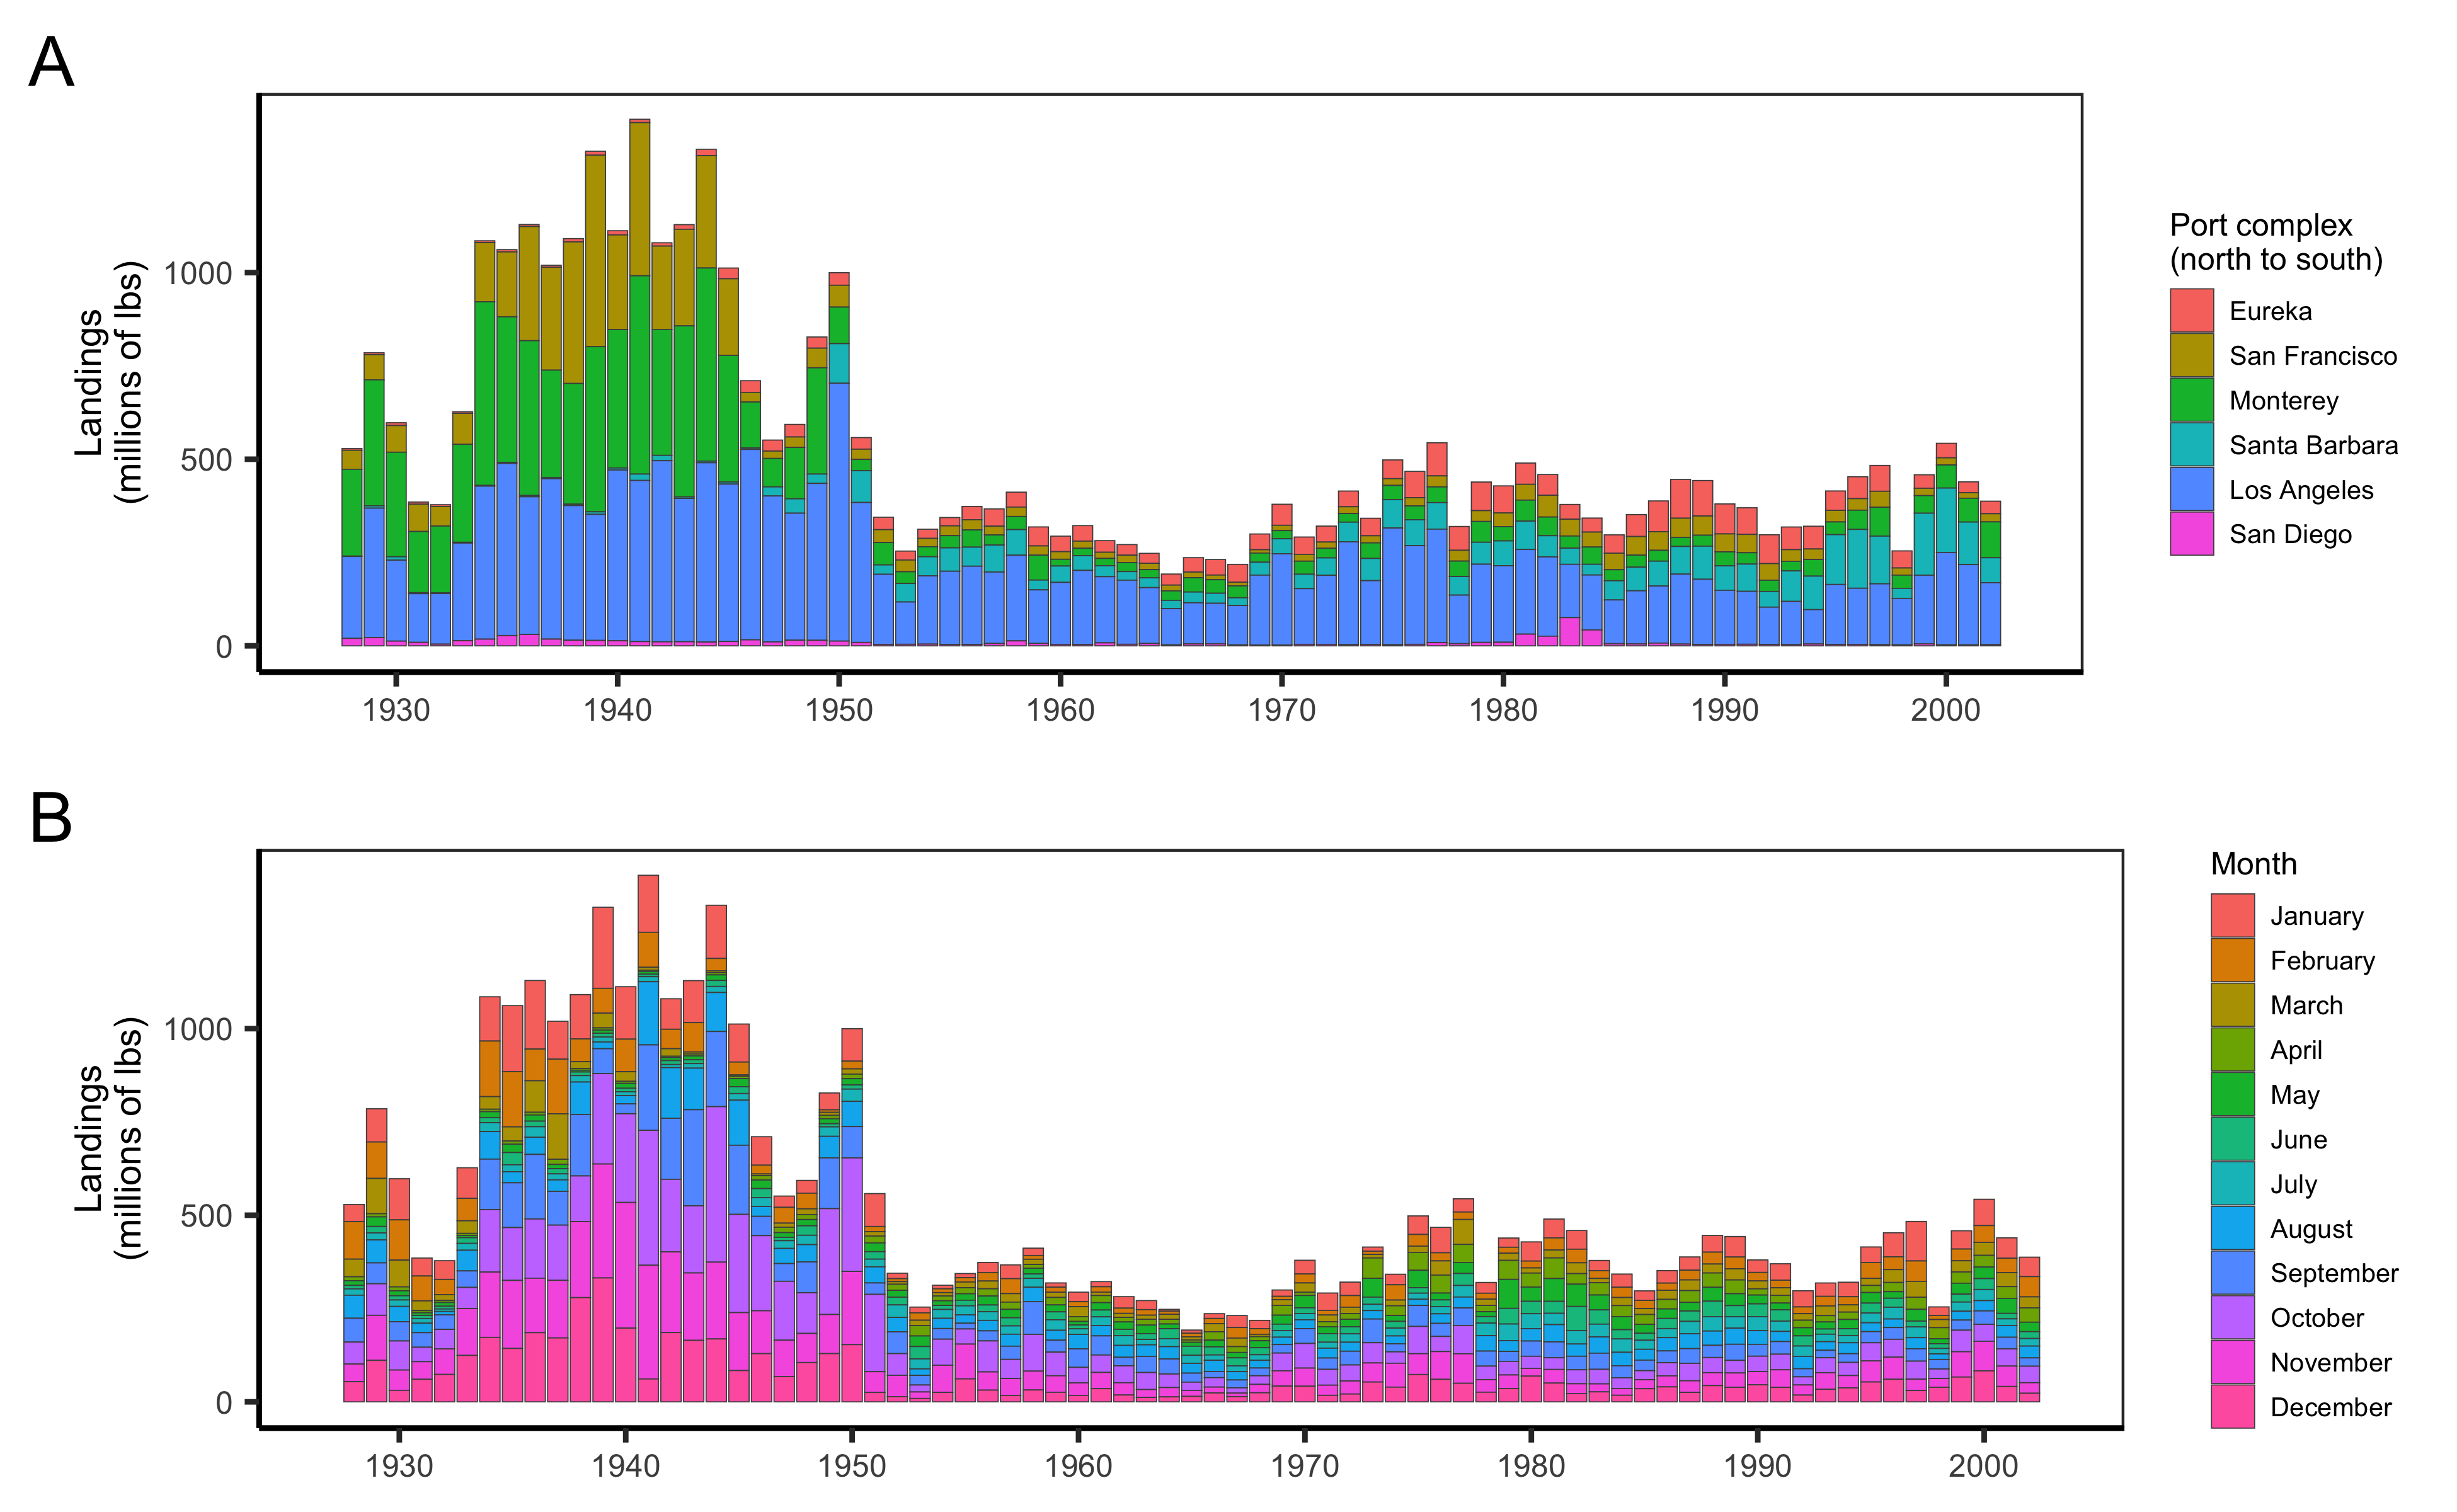 A
Landings
(millions of lbs)
1000
500
0
1930
1940
1950
1960
1970
1980
1990
2000
Port complex
(north to south)
Eureka
San Francisco
Monterey
Santa Barbara
Los Angeles
San Diego
B
Landings
(millions of lbs)
1000
500
0
1930
1940
1950
1960
1970
1980
1990
2000
Month
January
February
March
April
May
June
July
August
September
October
November
December